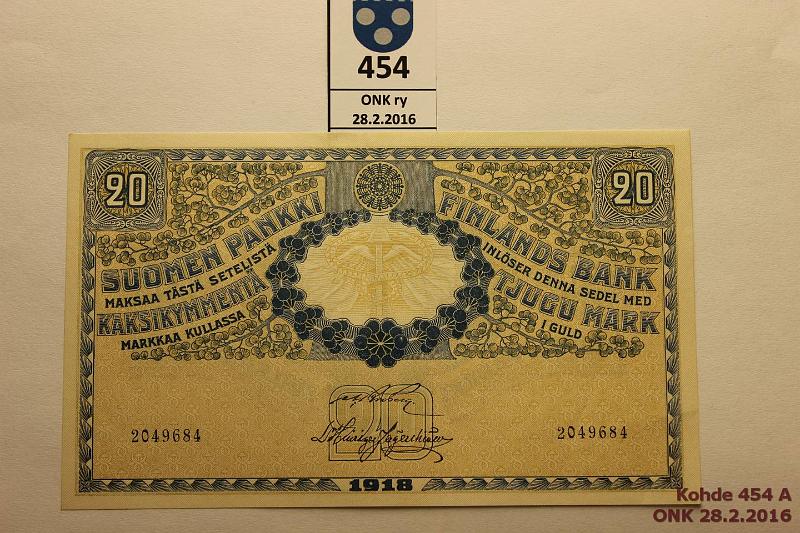 454
ONK ry
28.2.2016
20
20
SUOMEN PANKKI
MAKSAA TÄSTÄ SETELISTÄ
KAKSIKYMMENTÄ
MARKKAA KULLASSA
FINLANDS BANK
INLÖSER DENNA SEDEL MED
TJUGU MARK
I GULD
20
2049684
2049684
1918
Kohde 454 A
ONK 28.2.2016